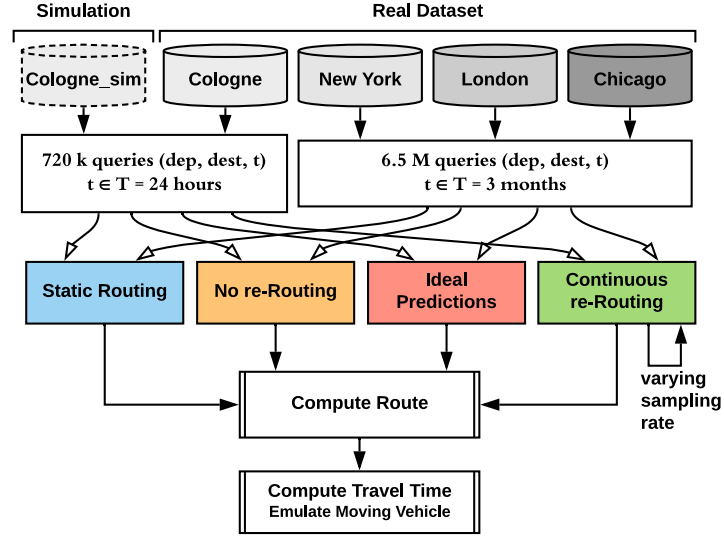 Simulation
Real Dataset
Cologne_sim
Cologne
New York
London
Chicago
720 k queries (dep, dest, t)
t ∈ T = 24 hours
6.5 M queries (dep, dest, t)
t ∈ T = 3 months
Static Routing
No re-Routing
Ideal
Predictions
Continuous
re-Routing
varying
sampling
rate
Compute Route
Compute Travel Time
Emulate Moving Vehicle